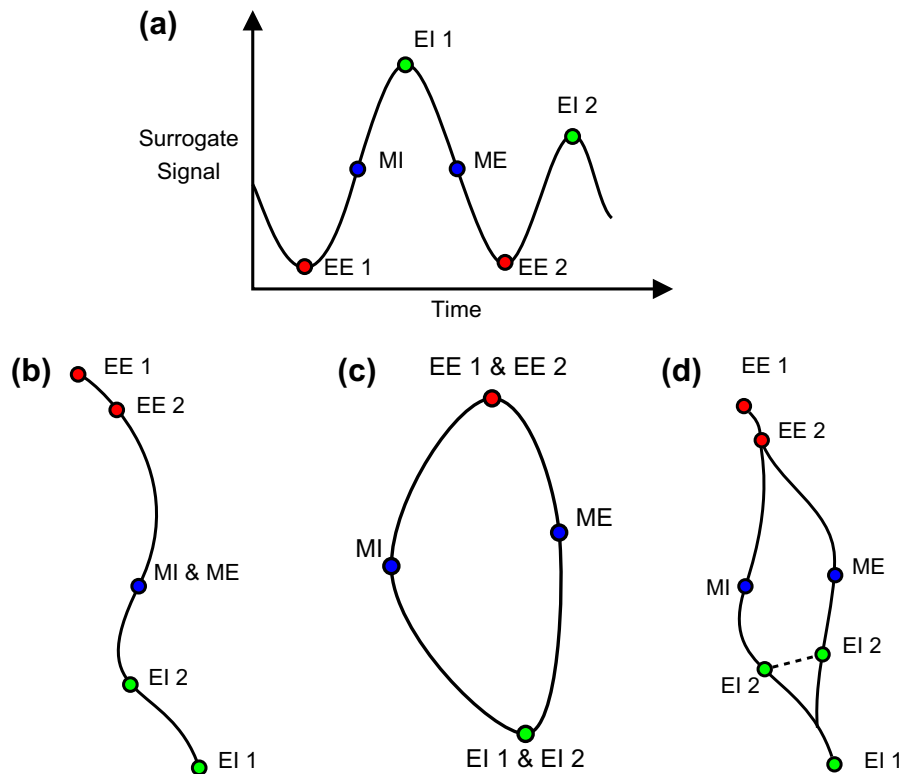 (a)
EI 1
EI 2
Surrogate
Signal
MI
ME
EE 1
EE 2
Time
(b)
EE 1
EE 2
MI & ME
EI 2
EI 1
(c)
EE 1 & EE 2
ME
MI
EI 1 & EI 2
(d)
EE 1
EE 2
MI
ME
EI 2
EI 2
EI 1